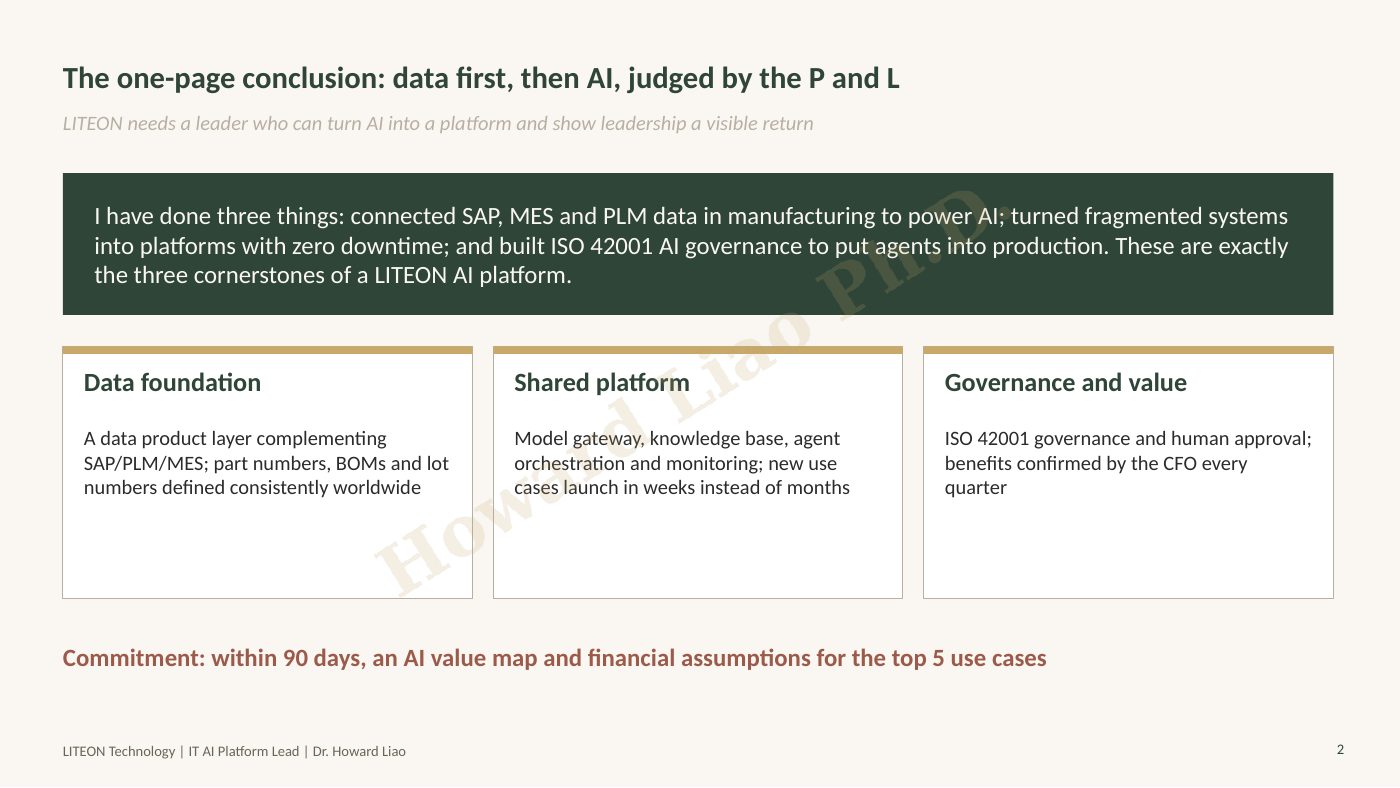 The one-page conclusion: data first, then AI, judged by the P and L
LITEON needs a leader who can turn AI into a platform and show leadership a visible return
I have done three things: connected SAP, MES and PLM data in manufacturing to power AI; turned fragmented systems
into platforms with zero downtime; and built ISO 42001 AI governance to put agents into production. These are exactly
the three cornerstones of a LITEON AI platform.
Data foundation
A data product layer complementing
SAP/PLM/MES; part numbers, BOMs and lot
numbers defined consistently worldwide
Shared platform
Model gateway, knowledge base, agent
orchestration and monitoring; new use
cases launch in weeks instead of months
Governance and value
ISO 42001 governance and human approval;
benefits confirmed by the CFO every
quarter
Howard Liao Ph.D.
Commitment: within 90 days, an AI value map and financial assumptions for the top 5 use cases
LITEON Technology | IT AI Platform Lead | Dr. Howard Liao
2